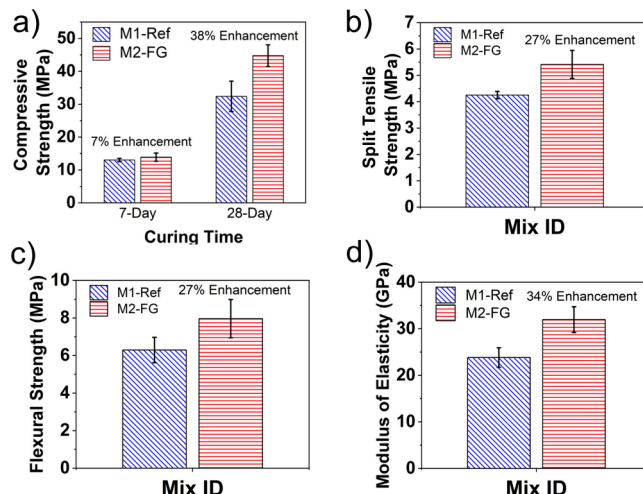 a)
M1-Ref
M2-FG
38% Enhancement
7% Enhancement
Compressive
Strength (MPa)
50
40
30
20
10
0
7-Day
28-Day
Curing Time
b)
M1-Ref
M2-FG
27% Enhancement
Split Tensile
Strength (MPa)
7
6
5
4
3
2
1
0
Mix ID
c)
M1-Ref
M2-FG
27% Enhancement
Flexural Strength (MPa)
10
8
6
4
2
0
Mix ID
d)
M1-Ref
M2-FG
34% Enhancement
Modulus of Elasticity (GPa)
40
30
20
10
0
Mix ID